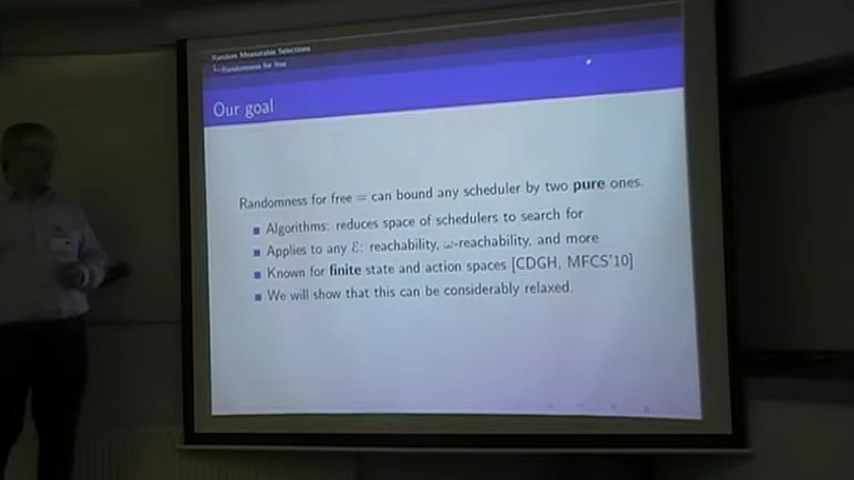 Random Measurable Selections
Randomness for free
Our goal
Randomness for free = can bound any scheduler by two pure ones.
Algorithms: reduces space of schedulers to search for
Applies to any ℰ: reachability, ω-reachability, and more
Known for finite state and action spaces [CDGH, MFCS'10]
We will show that this can be considerably relaxed.